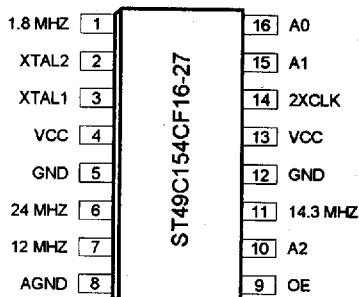 1.8 MHZ 1 16 A0
XTAL2 2 15 A1
XTAL1 3 14 2XCLK
VCC 4 13 VCC
GND 5 12 GND
24 MHZ 6 11 14.3 MHZ
12 MHZ 7 10 A2
AGND 8 9 OE
ST49C154CF16-27